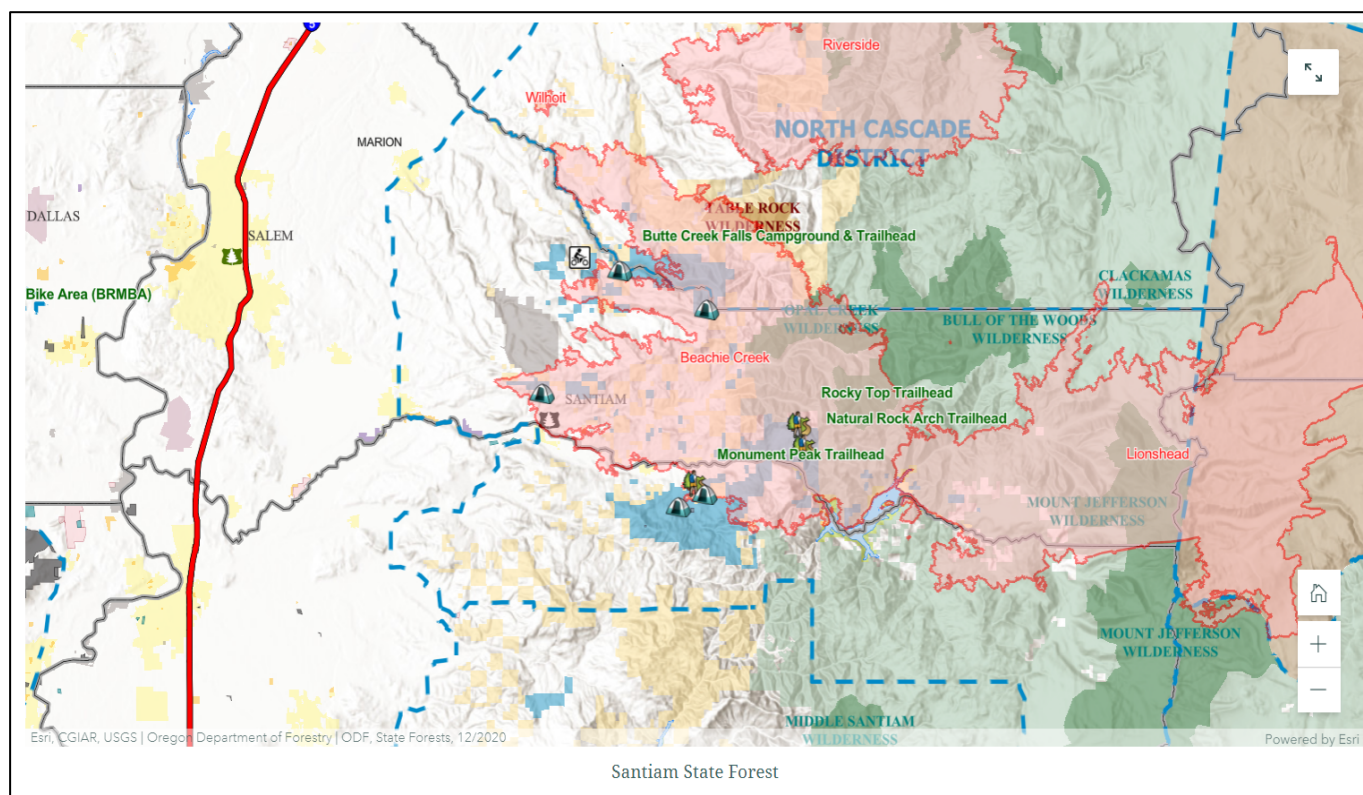 5
Riverside
Wilhoit
NORTH CASCADE
DISTRICT
MARION
DALLAS
SALEM
TABLE ROCK
WILDERNESS
Butte Creek Falls Campground & Trailhead
Bike Area (BRMBA)
CLACKAMAS
WILDERNESS
OPAL CREEK
WILDERNESS
BULL OF THE WOODS
WILDERNESS
Beachie Creek
SANTIAM
Rocky Top Trailhead
Natural Rock Arch Trailhead
Monument Peak Trailhead
Lionshead
MOUNT JEFFERSON
WILDERNESS
MOUNT JEFFERSON
WILDERNESS
MIDDLE SANTIAM
WILDERNESS
Esri, CGIAR, USGS | Oregon Department of Forestry | ODF, State Forests, 12/2020
Powered by Esri
Santiam State Forest